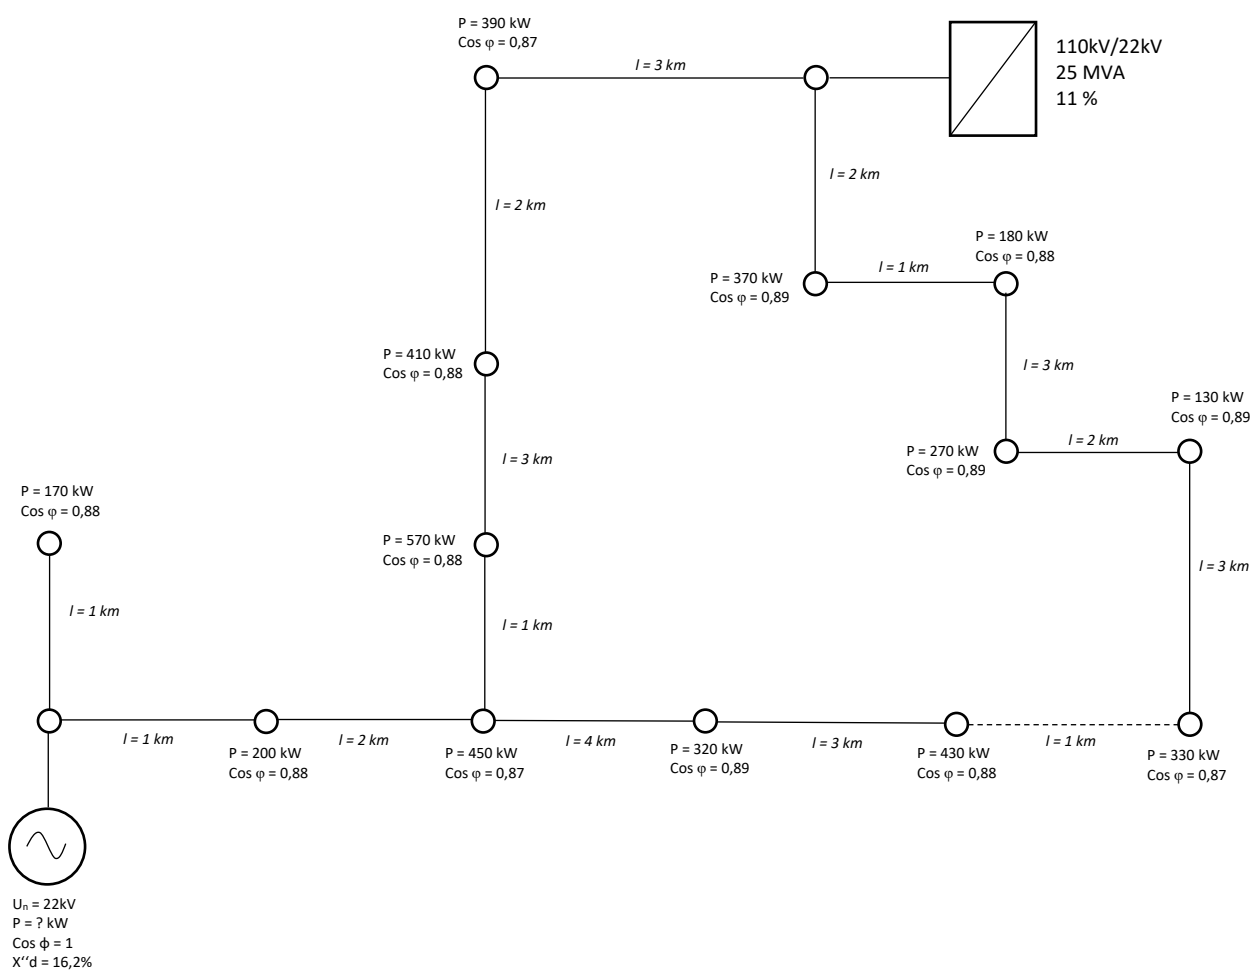 P = 390 kW
Cos φ = 0,87
l = 3 km
110kV/22kV
25 MVA
11 %
l = 2 km
l = 2 km
P = 180 kW
Cos φ = 0,88
P = 370 kW
Cos φ = 0,89
l = 1 km
P = 410 kW
Cos φ = 0,88
l = 3 km
P = 130 kW
Cos φ = 0,89
P = 270 kW
Cos φ = 0,89
l = 2 km
l = 3 km
P = 170 kW
Cos φ = 0,88
P = 570 kW
Cos φ = 0,88
l = 3 km
l = 1 km
l = 1 km
l = 1 km
P = 200 kW
Cos φ = 0,88
l = 2 km
P = 450 kW
Cos φ = 0,87
l = 4 km
P = 320 kW
Cos φ = 0,89
l = 3 km
P = 430 kW
Cos φ = 0,88
l = 1 km
P = 330 kW
Cos φ = 0,87
Uₙ = 22kV
P = ? kW
Cos ϕ = 1
X‘‘d = 16,2%